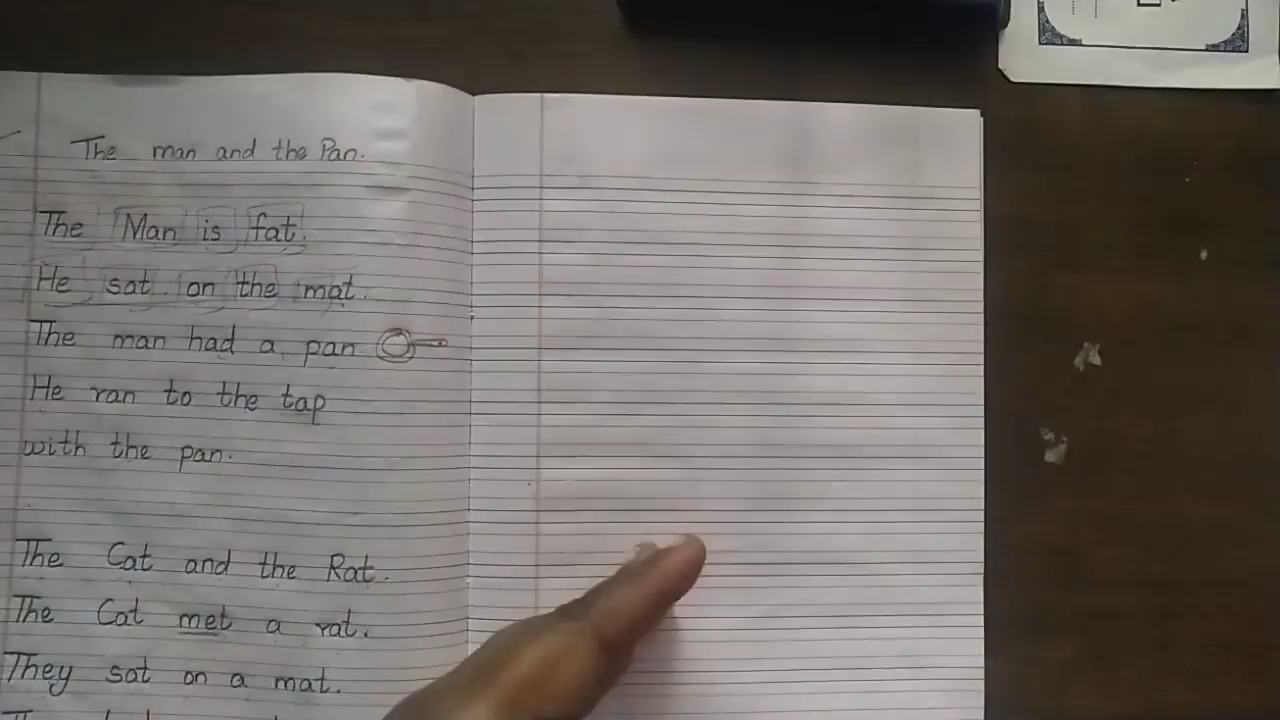 The man and the Pan.
The Man is fat.
He sat on the mat.
The man had a pan
He ran to the tap
with the pan.
The Cat and the Rat.
The Cat met a rat.
They sat on a mat.